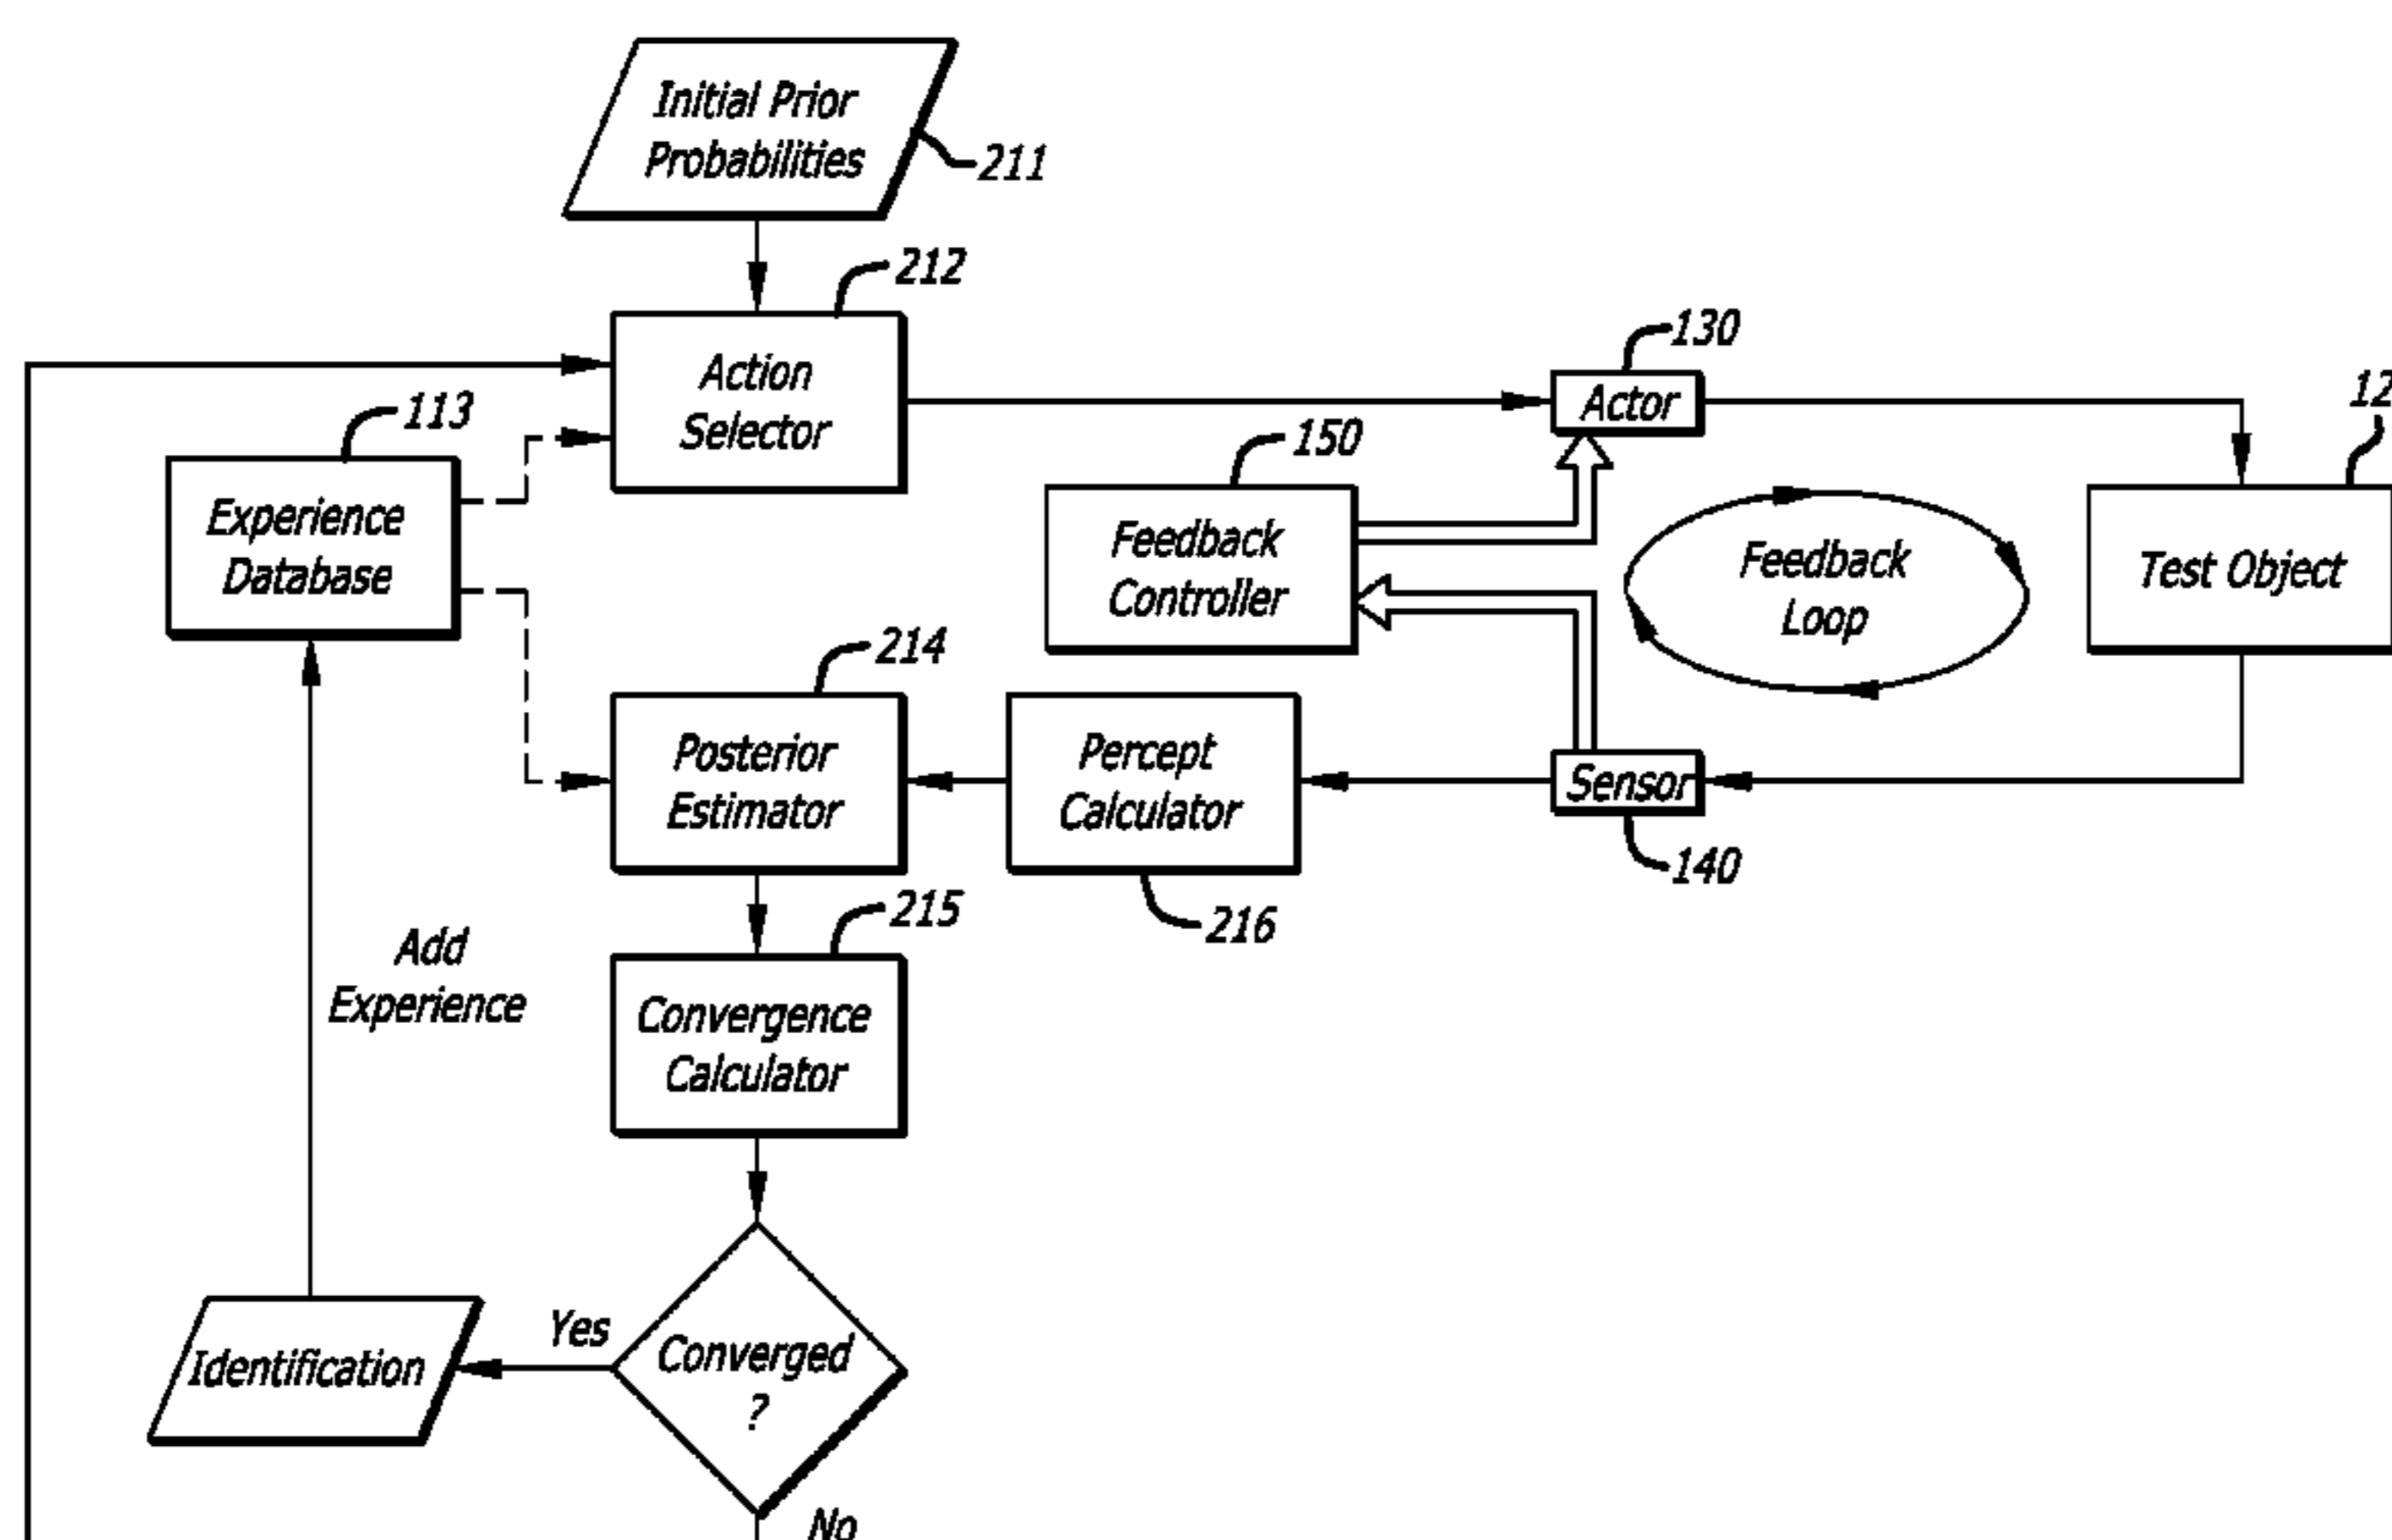 Initial Prior
Probabilities
211
212
Action
Selector
130
Actor
12
113
Experience
Database
150
Feedback
Controller
Feedback
Loop
Test Object
214
Posterior
Estimator
Percept
Calculator
216
Sensor
140
215
Convergence
Calculator
Add
Experience
Converged
?
Yes
Identification
No